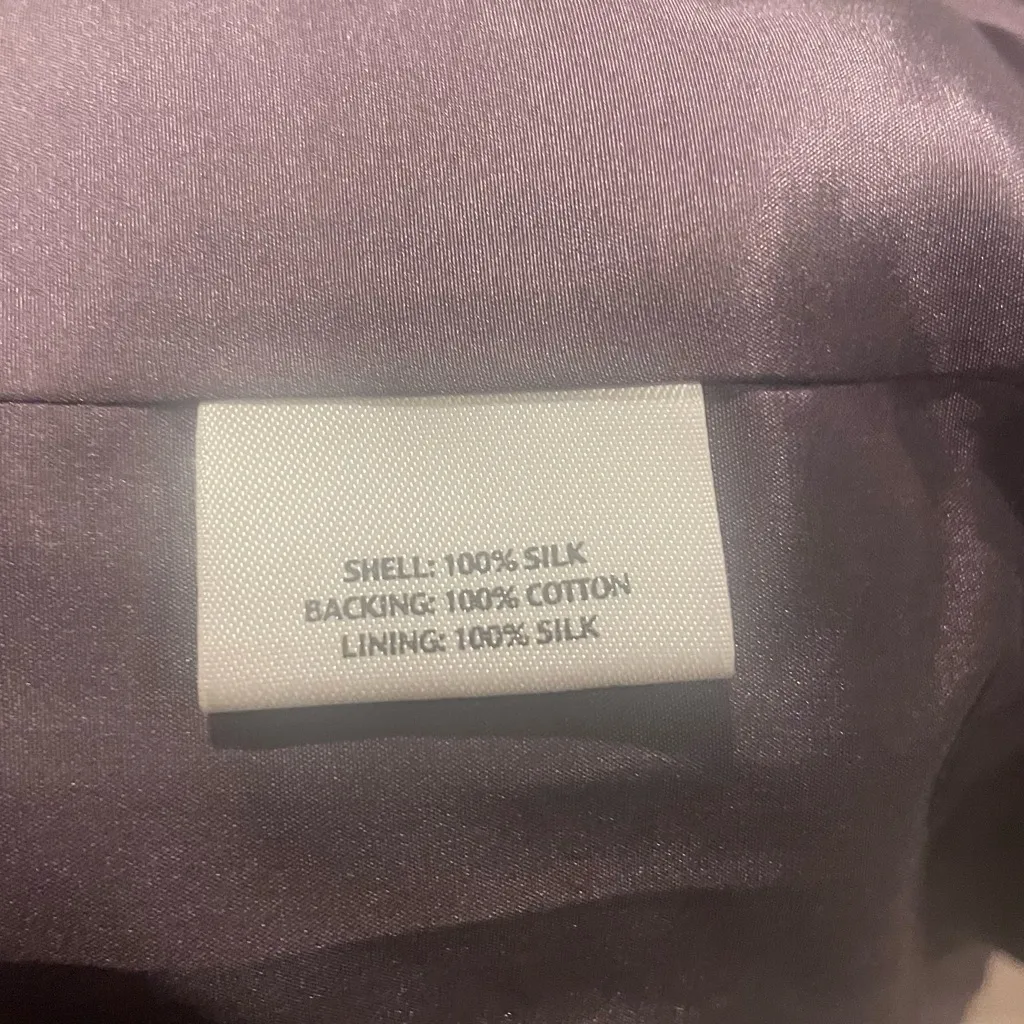 SHELL: 100% SILK
BACKING: 100% COTTON
LINING: 100% SILK